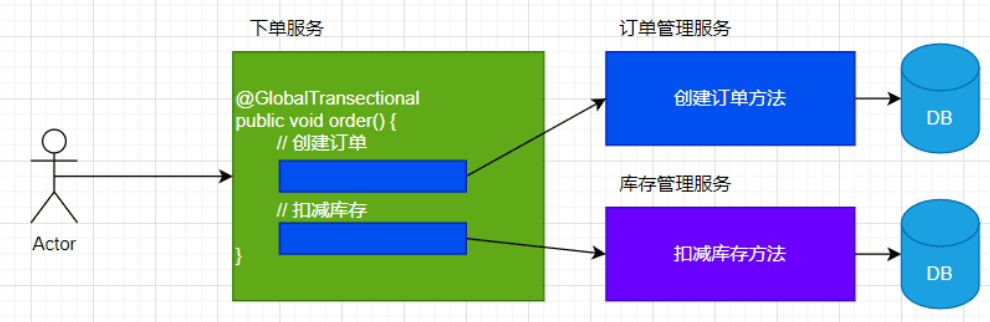 下单服务
@GlobalTransectional
public void order() {
// 创建订单
// 扣减库存
}
Actor
订单管理服务
创建订单方法
DB
库存管理服务
扣减库存方法
DB